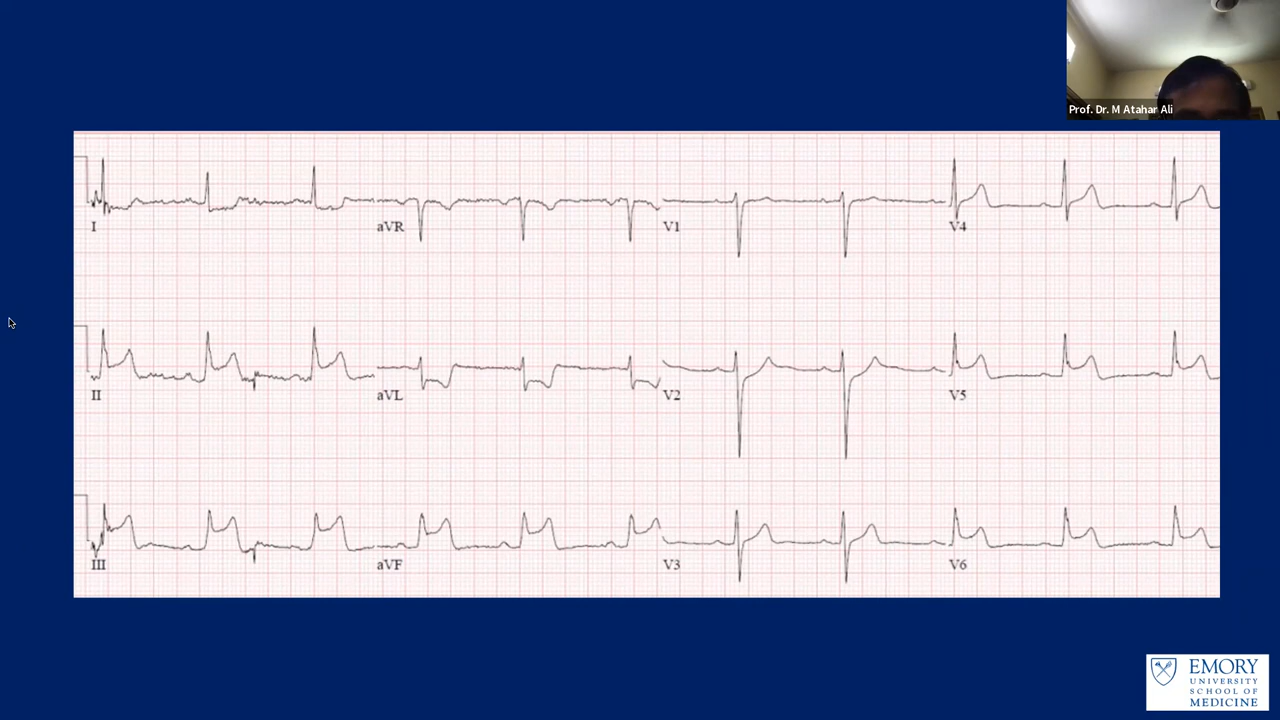 Prof. Dr. M Atahar Ali
I
aVR
V1
V4
II
aVL
V2
V5
III
aVF
V3
V6
EMORY
UNIVERSITY
SCHOOL OF
MEDICINE